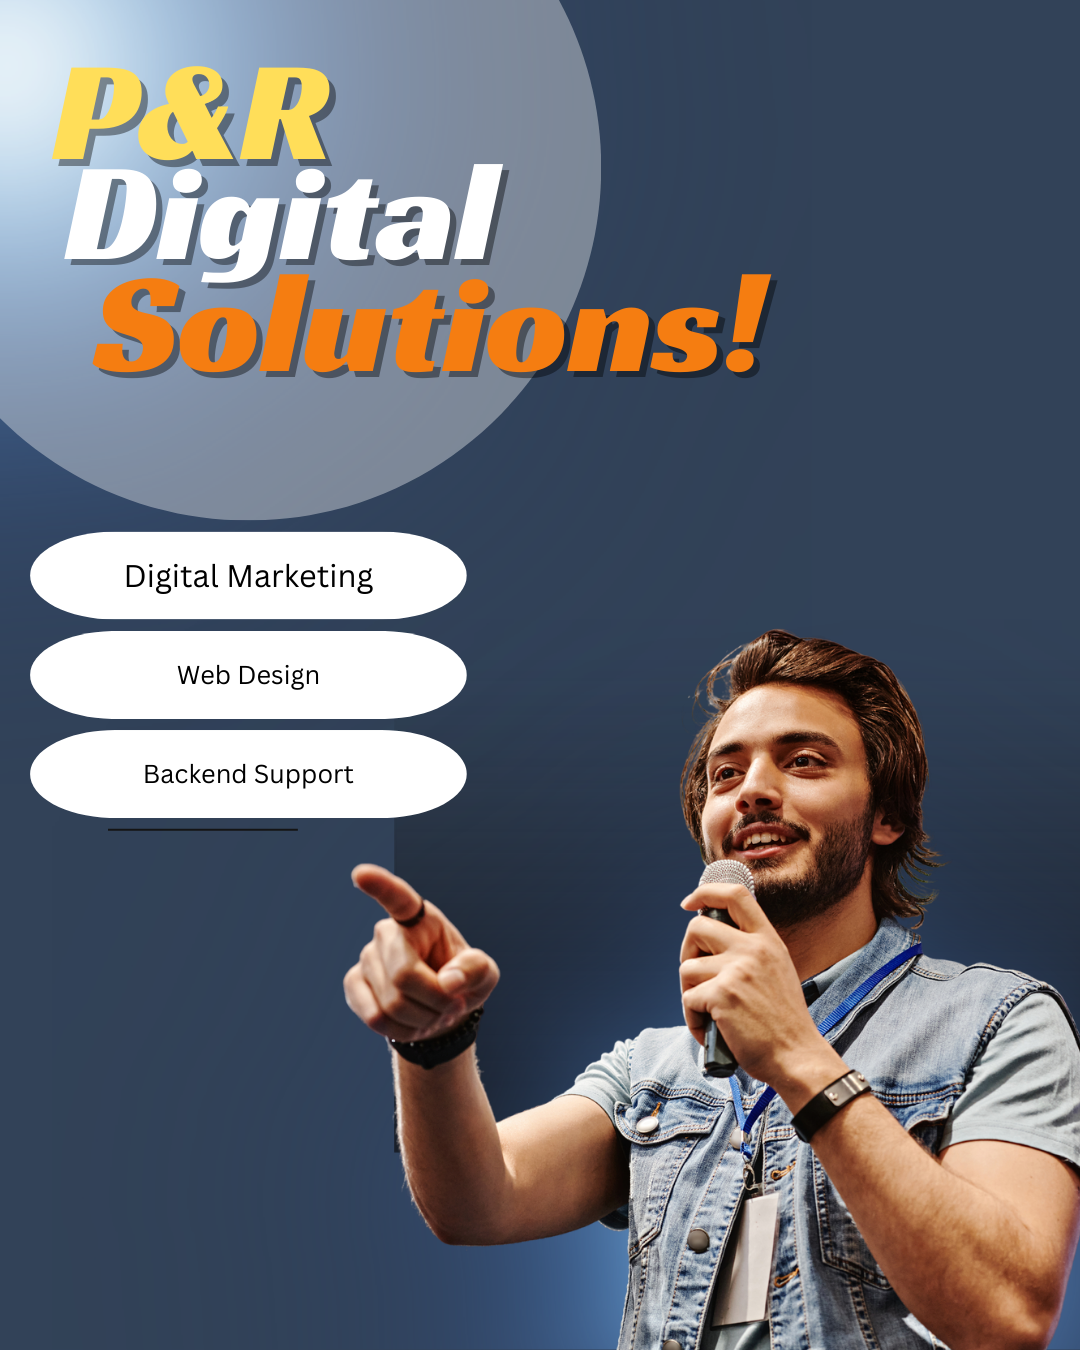 P&R
Digital
Solutions!
Digital Marketing
Web Design
Backend Support